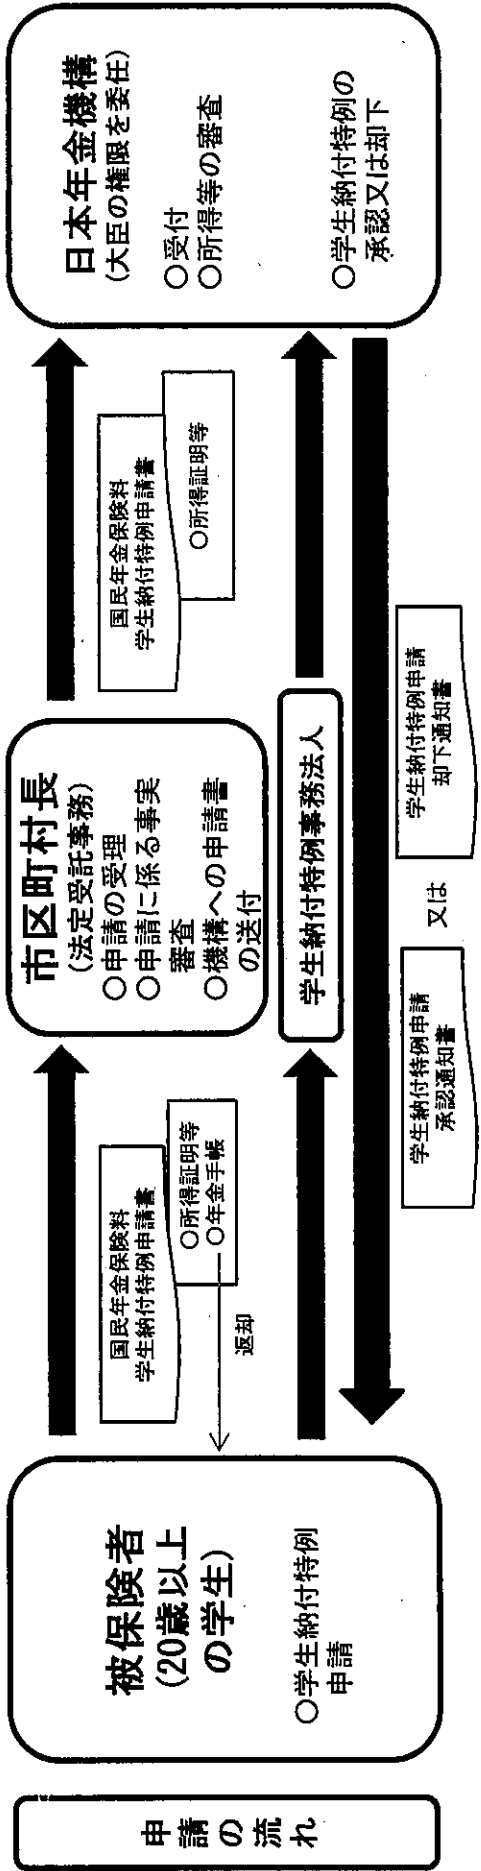 申請の流れ
被保険者
(20歳以上
の学生)
○学生納付特例
申請
国民年金保険料
学生納付特例申請書
○所得証明等
○年金手帳
返却
市区町村長
(法定受託事務)
○申請の受理
○申請に係る事実
審査
○機構への申請書
の送付
学生納付特例事務法人
国民年金保険料
学生納付特例申請書
○所得証明等
日本年金機構
(大臣の権限を委任)
○受付
○所得等の審査
○学生納付特例の
承認又は却下
学生納付特例申請
承認通知書
又は
学生納付特例申請
却下通知書